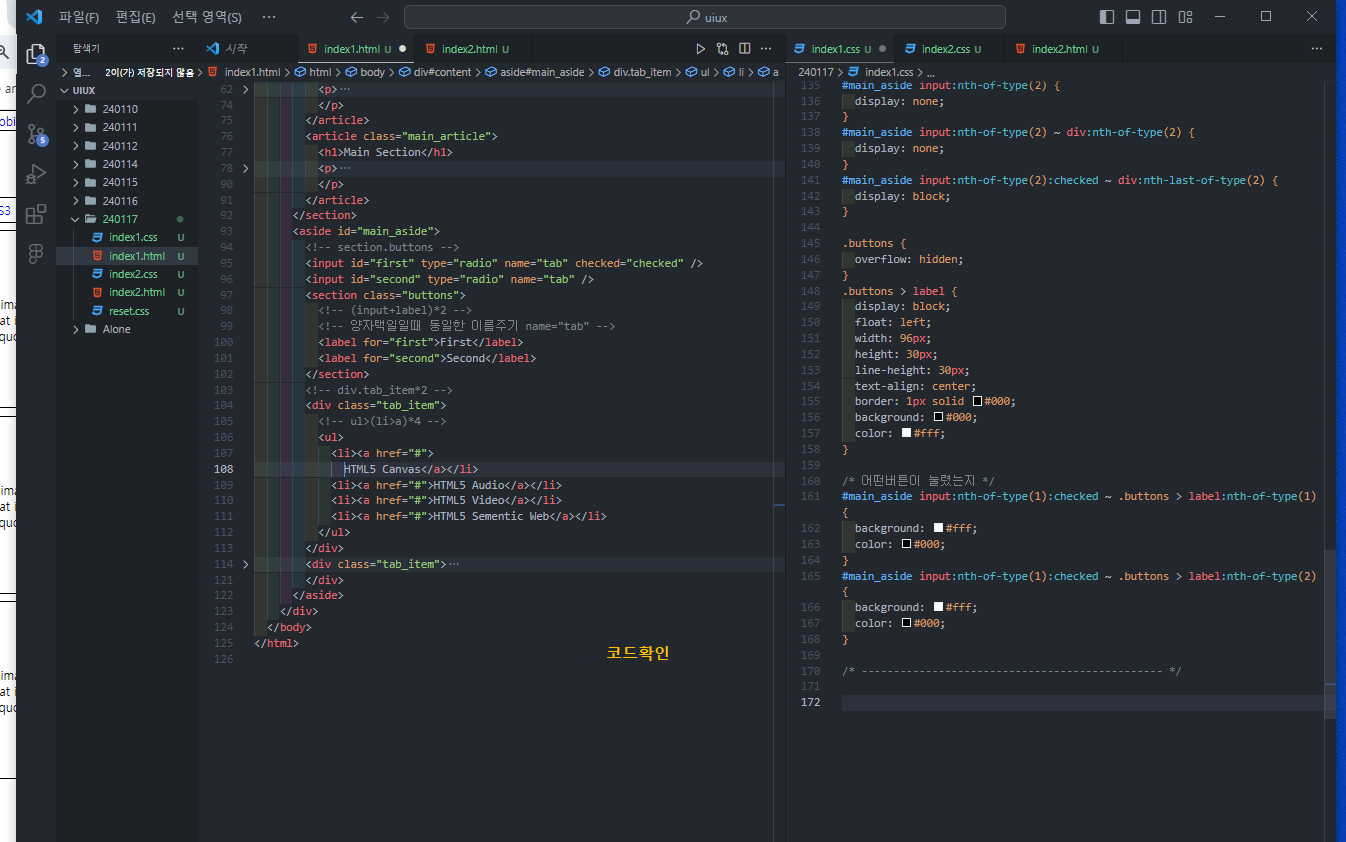 파일(F) 편집(E) 선택 영역(S) ··· uiux
탐색기 ···
시작 index1.html U index2.html U
index1.css U index2.css U index1.html U
열... 2이(가) 저장되지 않음
index1.html > html > body > div#content > aside#main_aside > div.tab_item > ul > li > a
240117 > index1.css > ...
UIUX
240110
240111
240112
240114
240115
240116
240117
index1.css U
index1.html U
index2.css U
index2.html U
reset.css U
Alone
2
5
62 <p>···
74 </p>
75 </article>
76 <article class="main_article">
77 <h1>Main Section</h1>
78 <p>···
90 </p>
91 </article>
92 </section>
93 <aside id="main_aside">
94 <!-- section.buttons -->
95 <input id="first" type="radio" name="tab" checked="checked" />
96 <input id="second" type="radio" name="tab" />
97 <section class="buttons">
98 <!-- (input+label)*2 -->
99 <!-- 양자택일일때 동일한 이름주기 name="tab" -->
100 <label for="first">First</label>
101 <label for="second">Second</label>
102 </section>
103 <!-- div.tab_item*2 -->
104 <div class="tab_item">
105 <!-- ul>(li>a)*4 -->
106 <ul>
107 <li><a href="#">
108 HTML5 Canvas</a></li>
109 <li><a href="#">HTML5 Audio</a></li>
110 <li><a href="#">HTML5 Video</a></li>
111 <li><a href="#">HTML5 Sementic Web</a></li>
112 </ul>
113 </div>
114 <div class="tab_item">···
121 </div>
122 </aside>
123 </div>
124 </body>
125 </html>
126
코드확인
135 #main_aside input:nth-of-type(2) {
136 display: none;
137 }
138 #main_aside input:nth-of-type(2) ~ div:nth-of-type(2) {
139 display: none;
140 }
141 #main_aside input:nth-of-type(2):checked ~ div:nth-last-of-type(2) {
142 display: block;
143 }
144
145 .buttons {
146 overflow: hidden;
147 }
148 .buttons > label {
149 display: block;
150 float: left;
151 width: 96px;
152 height: 30px;
153 line-height: 30px;
154 text-align: center;
155 border: 1px solid #000;
156 background: #000;
157 color: #fff;
158 }
159
160 /* 어떤버튼이 눌렸는지 */
161 #main_aside input:nth-of-type(1):checked ~ .buttons > label:nth-of-type(1)
{
162 background: #fff;
163 color: #000;
164 }
165 #main_aside input:nth-of-type(1):checked ~ .buttons > label:nth-of-type(2)
{
166 background: #fff;
167 color: #000;
168 }
169
170 /* ----------------------------------------------- */
171
172